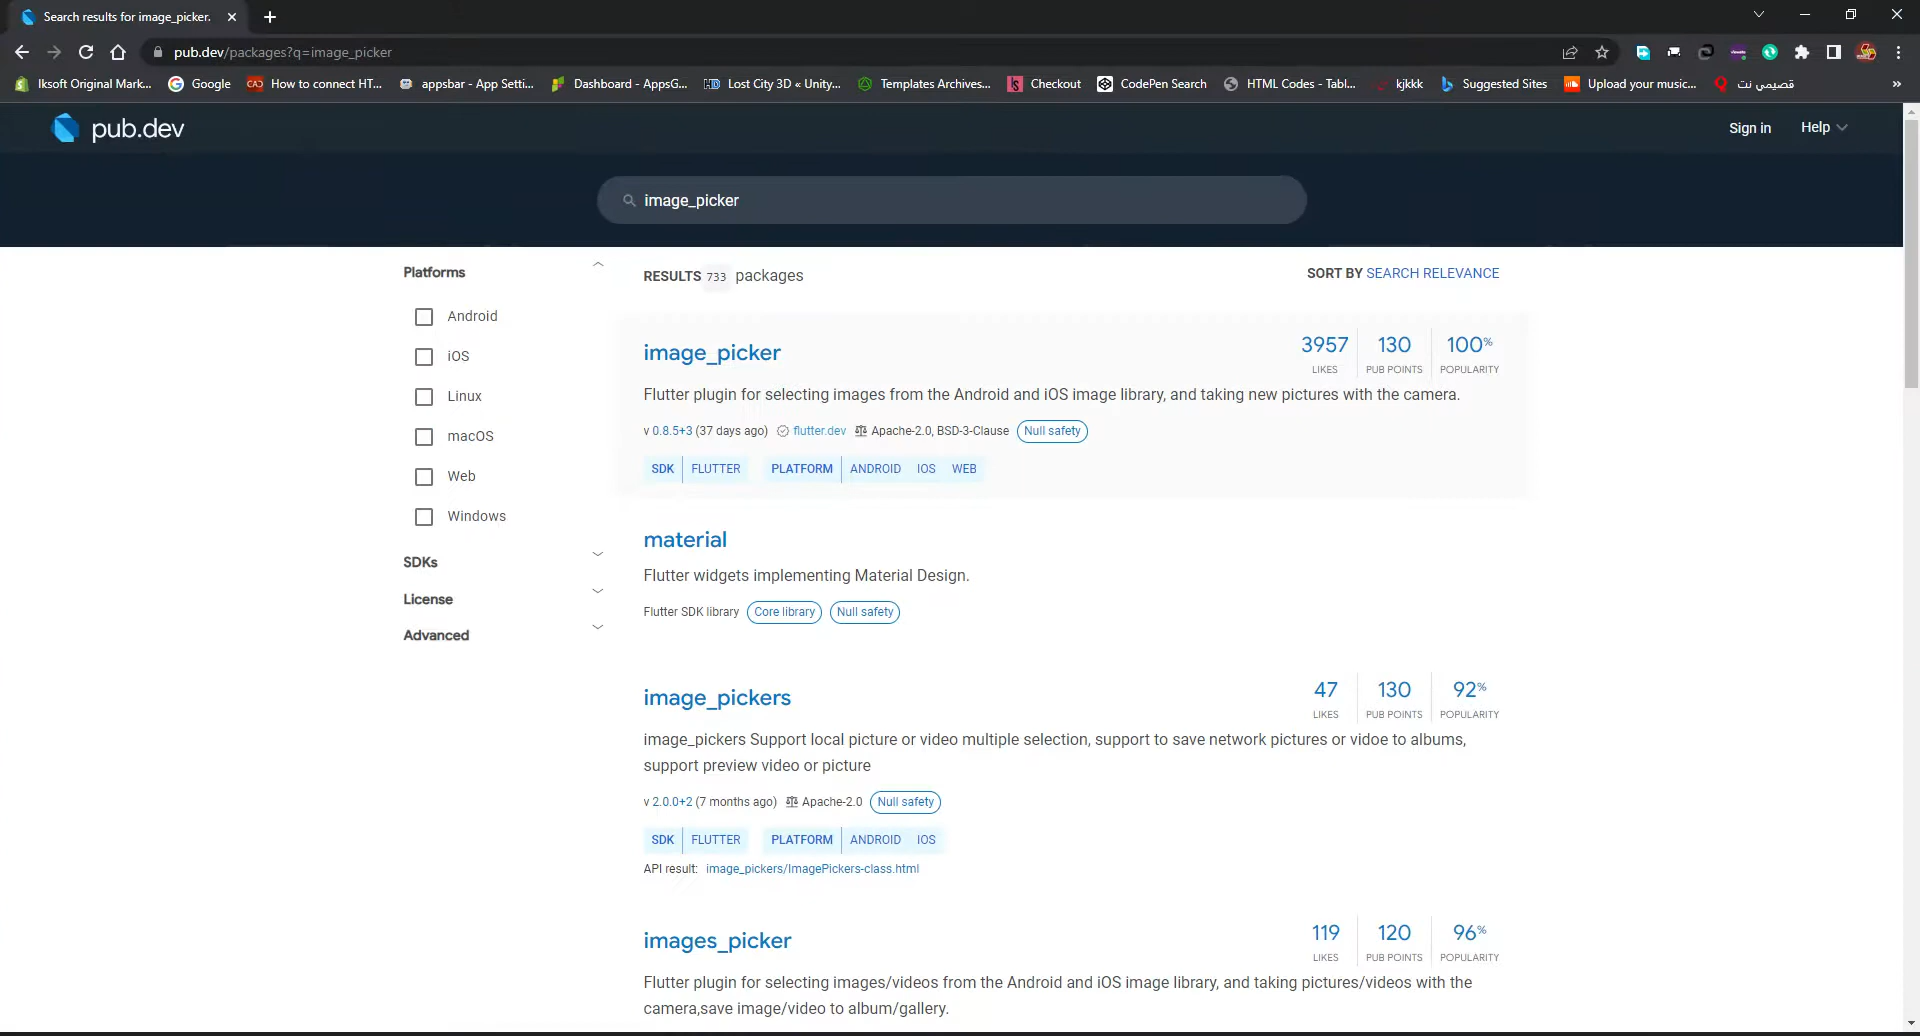 Search results for image_picker.
pub.dev/packages?q=image_picker
Iksoft Original Mark... Google How to connect HT... appsbar - App Setti... Dashboard - AppsG... Lost City 3D « Unity... Templates Archives... Checkout CodePen Search HTML Codes - Tabl... kjkkk Suggested Sites Upload your music... قصيمي نت »
pub.dev
Sign in Help
image_picker
Platforms
Android
iOS
Linux
macOS
Web
Windows
SDKs
License
Advanced
RESULTS 733 packages
SORT BY SEARCH RELEVANCE
image_picker
3957 130 100%
LIKES PUB POINTS POPULARITY
Flutter plugin for selecting images from the Android and iOS image library, and taking new pictures with the camera.
v 0.8.5+3 (37 days ago) flutter.dev Apache-2.0, BSD-3-Clause Null safety
SDK FLUTTER PLATFORM ANDROID IOS WEB
material
Flutter widgets implementing Material Design.
Flutter SDK library Core library Null safety
image_pickers
47 130 92%
LIKES PUB POINTS POPULARITY
image_pickers Support local picture or video multiple selection, support to save network pictures or vidoe to albums,
support preview video or picture
v 2.0.0+2 (7 months ago) Apache-2.0 Null safety
SDK FLUTTER PLATFORM ANDROID IOS
API result: image_pickers/ImagePickers-class.html
images_picker
119 120 96%
LIKES PUB POINTS POPULARITY
Flutter plugin for selecting images/videos from the Android and iOS image library, and taking pictures/videos with the
camera,save image/video to album/gallery.